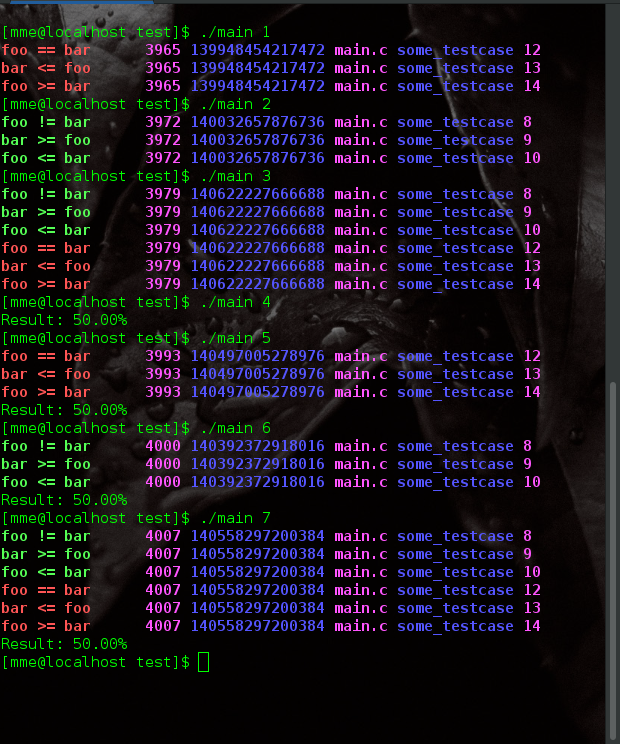 [mme@localhost test]$ ./main 1
foo == bar      3965 139948454217472 main.c some_testcase 12
bar <= foo      3965 139948454217472 main.c some_testcase 13
foo >= bar      3965 139948454217472 main.c some_testcase 14
[mme@localhost test]$ ./main 2
foo != bar      3972 140032657876736 main.c some_testcase 8
bar >= foo      3972 140032657876736 main.c some_testcase 9
foo <= bar      3972 140032657876736 main.c some_testcase 10
[mme@localhost test]$ ./main 3
foo != bar      3979 140622227666688 main.c some_testcase 8
bar >= foo      3979 140622227666688 main.c some_testcase 9
foo <= bar      3979 140622227666688 main.c some_testcase 10
foo == bar      3979 140622227666688 main.c some_testcase 12
bar <= foo      3979 140622227666688 main.c some_testcase 13
foo >= bar      3979 140622227666688 main.c some_testcase 14
[mme@localhost test]$ ./main 4
Result: 50.00%
[mme@localhost test]$ ./main 5
foo == bar      3993 140497005278976 main.c some_testcase 12
bar <= foo      3993 140497005278976 main.c some_testcase 13
foo >= bar      3993 140497005278976 main.c some_testcase 14
Result: 50.00%
[mme@localhost test]$ ./main 6
foo != bar      4000 140392372918016 main.c some_testcase 8
bar >= foo      4000 140392372918016 main.c some_testcase 9
foo <= bar      4000 140392372918016 main.c some_testcase 10
Result: 50.00%
[mme@localhost test]$ ./main 7
foo != bar      4007 140558297200384 main.c some_testcase 8
bar >= foo      4007 140558297200384 main.c some_testcase 9
foo <= bar      4007 140558297200384 main.c some_testcase 10
foo == bar      4007 140558297200384 main.c some_testcase 12
bar <= foo      4007 140558297200384 main.c some_testcase 13
foo >= bar      4007 140558297200384 main.c some_testcase 14
Result: 50.00%
[mme@localhost test]$